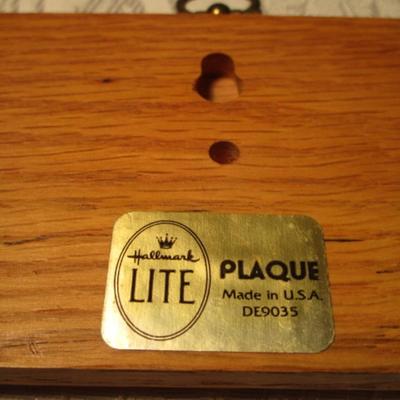 Hallmark
LITE
PLAQUE
Made in U.S.A.
DE9035